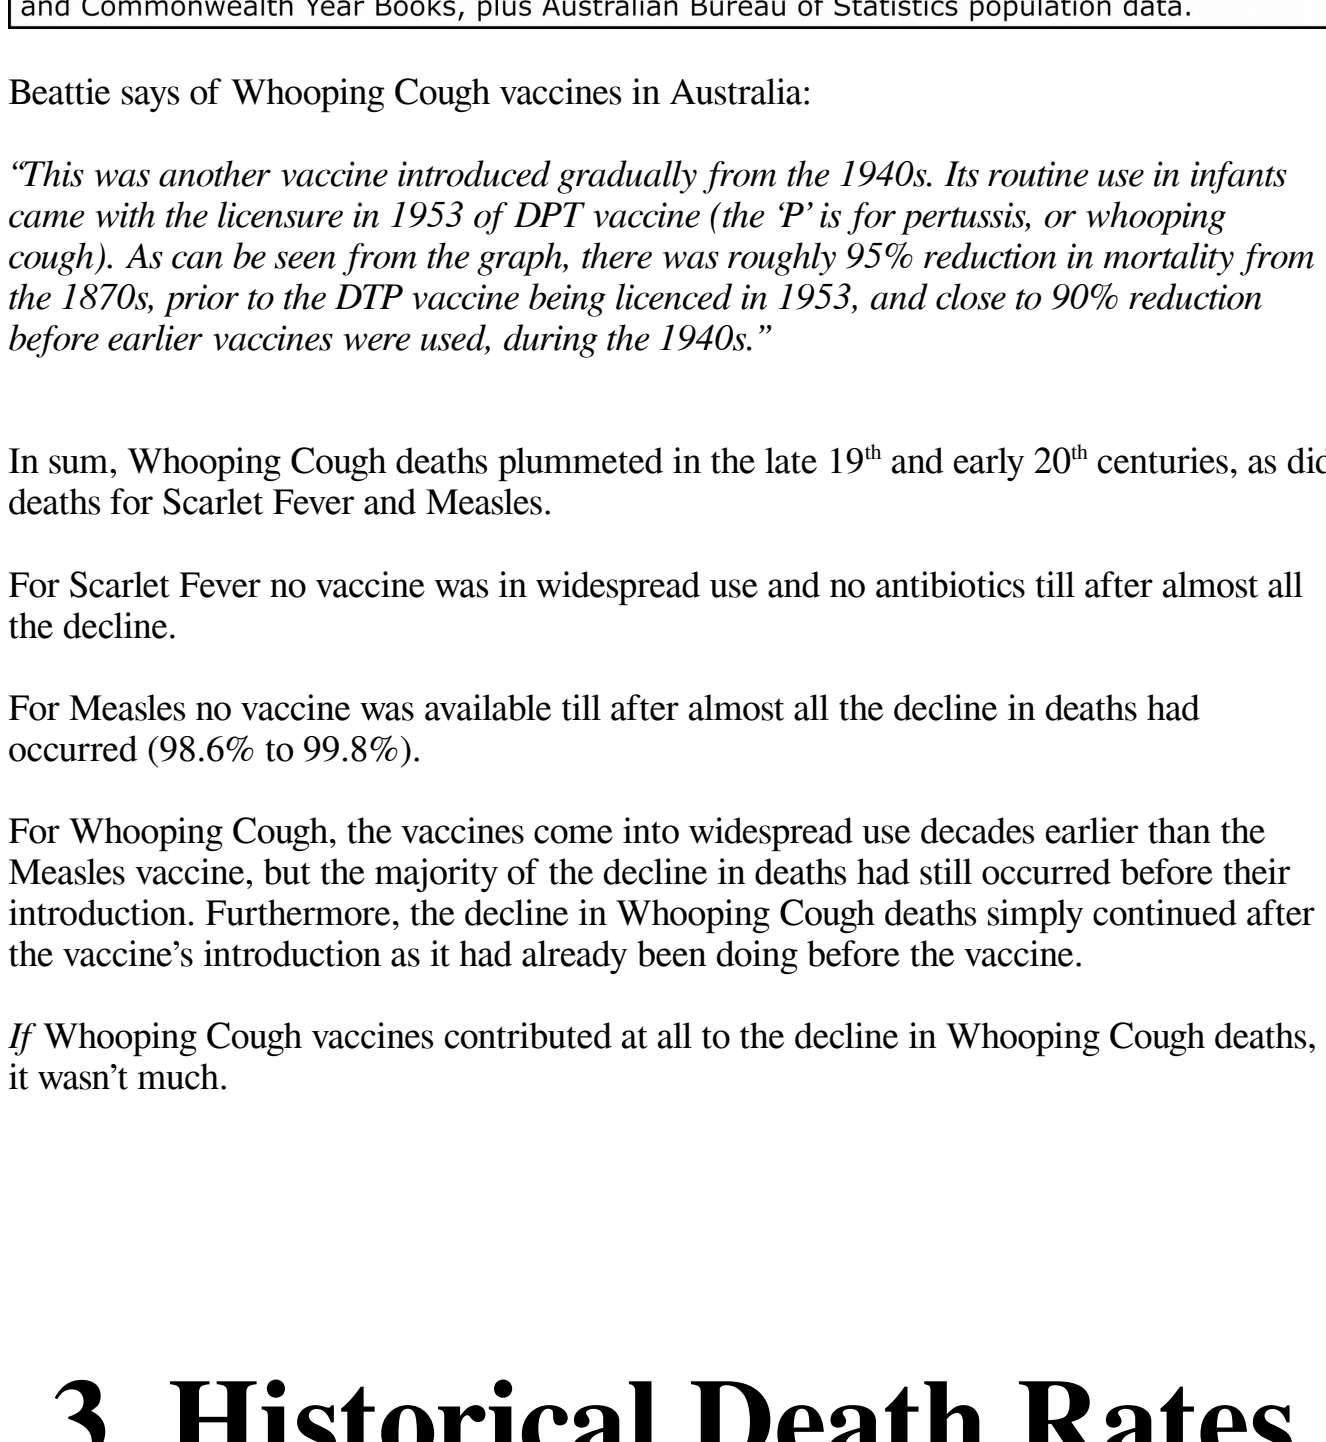 and Commonwealth Year Books, plus Australian Bureau of Statistics population data.
Beattie says of Whooping Cough vaccines in Australia:
“This was another vaccine introduced gradually from the 1940s. Its routine use in infants
came with the licensure in 1953 of DPT vaccine (the ‘P’ is for pertussis, or whooping
cough). As can be seen from the graph, there was roughly 95% reduction in mortality from
the 1870s, prior to the DTP vaccine being licenced in 1953, and close to 90% reduction
before earlier vaccines were used, during the 1940s.”
In sum, Whooping Cough deaths plummeted in the late 19th and early 20th centuries, as did
deaths for Scarlet Fever and Measles.
For Scarlet Fever no vaccine was in widespread use and no antibiotics till after almost all
the decline.
For Measles no vaccine was available till after almost all the decline in deaths had
occurred (98.6% to 99.8%).
For Whooping Cough, the vaccines come into widespread use decades earlier than the
Measles vaccine, but the majority of the decline in deaths had still occurred before their
introduction. Furthermore, the decline in Whooping Cough deaths simply continued after
the vaccine’s introduction as it had already been doing before the vaccine.
If Whooping Cough vaccines contributed at all to the decline in Whooping Cough deaths,
it wasn’t much.
3 Historical Death Rates